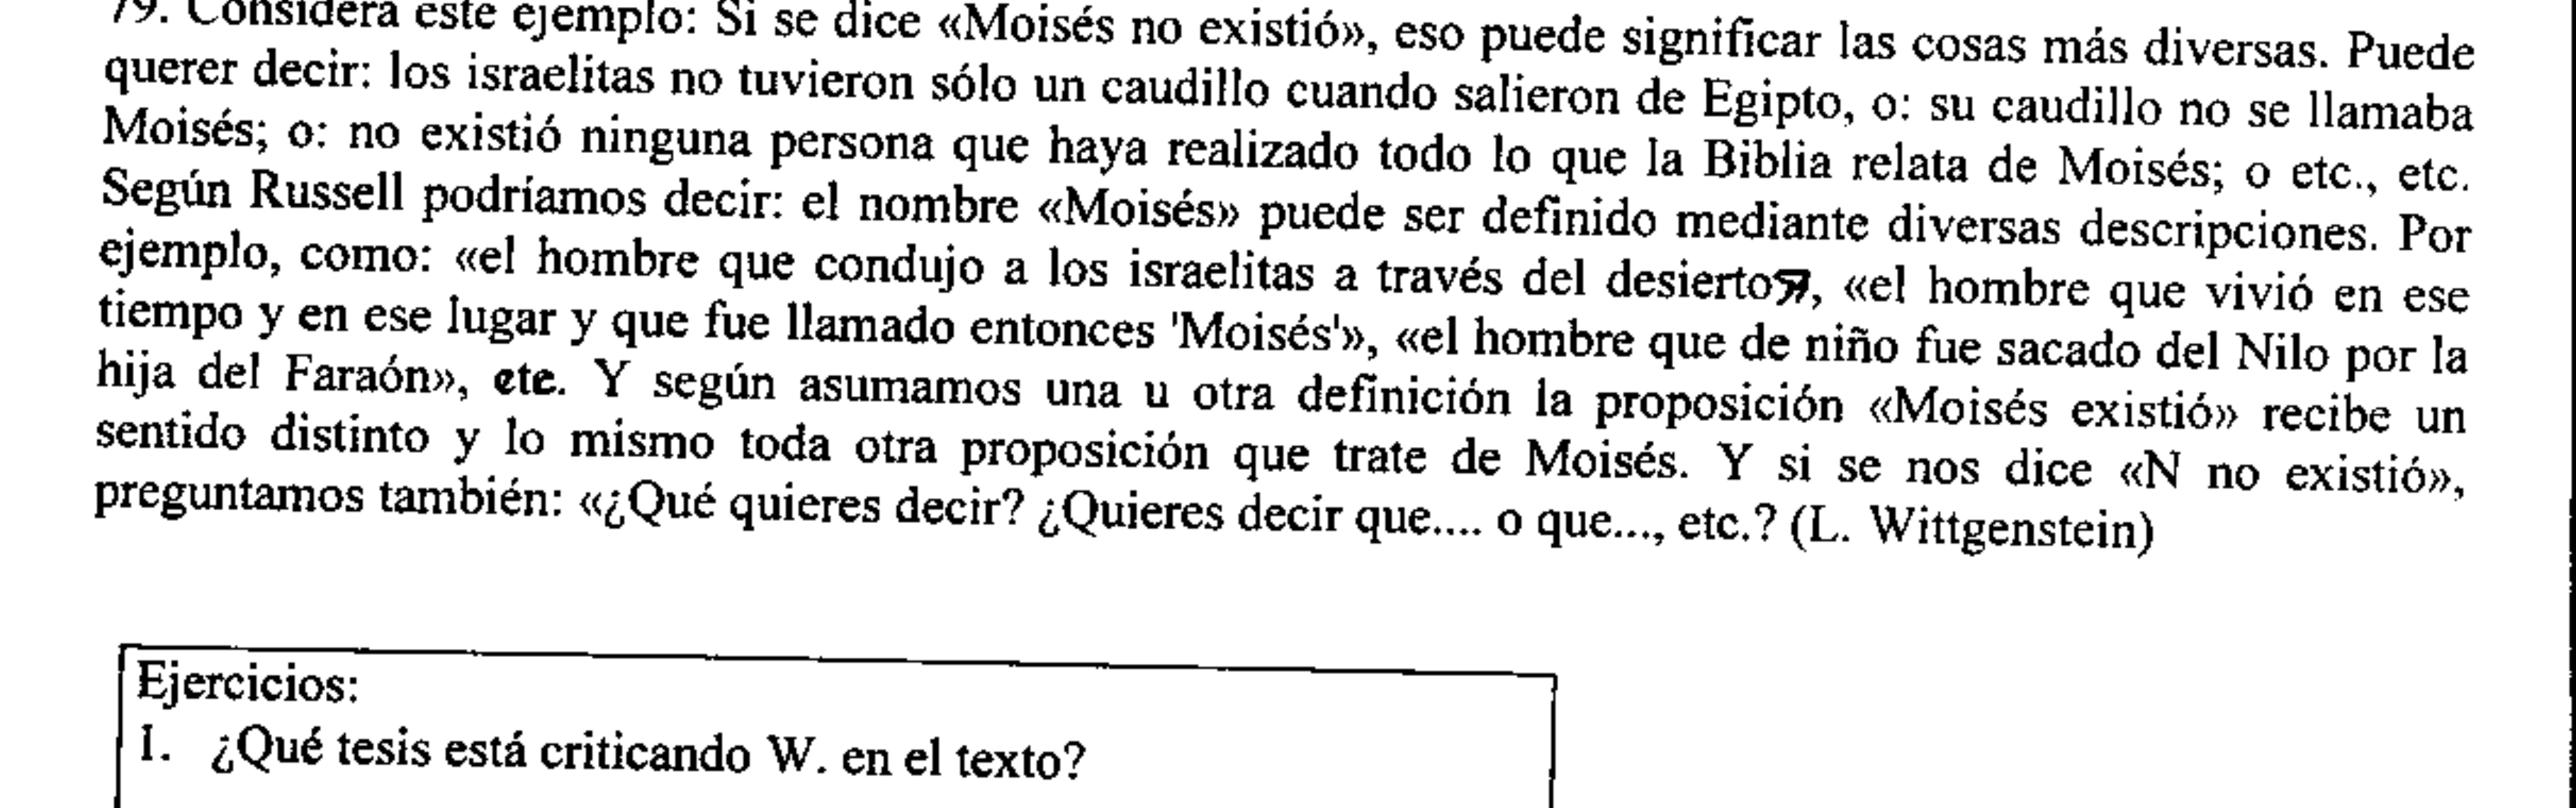 79. Considera este ejemplo: Si se dice «Moisés no existió», eso puede significar las cosas más diversas. Puede
querer decir: los israelitas no tuvieron sólo un caudillo cuando salieron de Egipto, o: su caudillo no se llamaba
Moisés; o: no existió ninguna persona que haya realizado todo lo que la Biblia relata de Moisés; o etc., etc.
Según Russell podríamos decir: el nombre «Moisés» puede ser definido mediante diversas descripciones. Por
ejemplo, como: «el hombre que condujo a los israelitas a través del desierto», «el hombre que vivió en ese
tiempo y en ese lugar y que fue llamado entonces 'Moisés'», «el hombre que de niño fue sacado del Nilo por la
hija del Faraón», etc. Y según asumamos una u otra definición la proposición «Moisés existió» recibe un
sentido distinto y lo mismo toda otra proposición que trate de Moisés. Y si se nos dice «N no existió»,
preguntamos también: «¿Qué quieres decir? ¿Quieres decir que.... o que..., etc.? (L. Wittgenstein)
Ejercicios:
1. ¿Qué tesis está criticando W. en el texto?